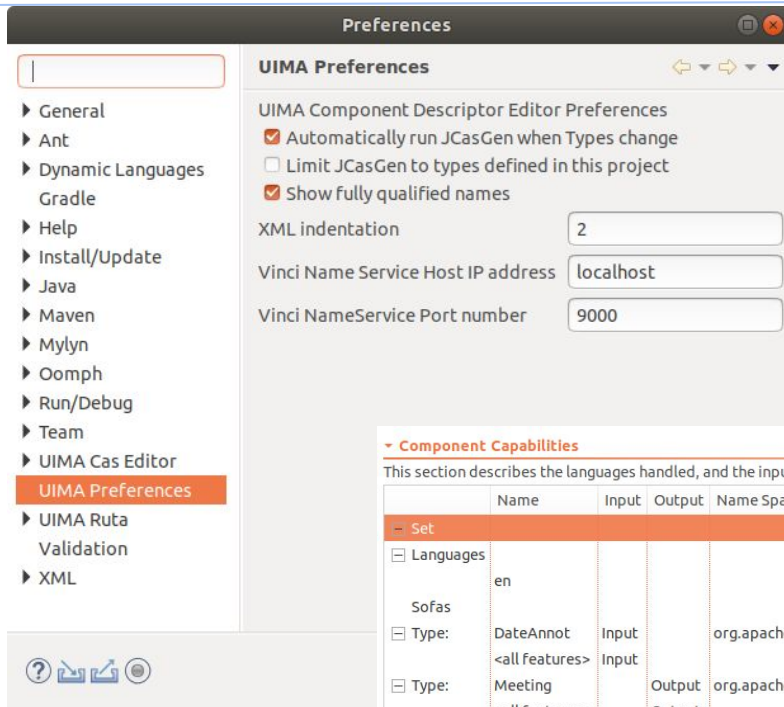 Preferences
UIMA Preferences
General
Ant
Dynamic Languages
Gradle
Help
Install/Update
Java
Maven
Mylyn
Oomph
Run/Debug
Team
UIMA Cas Editor
UIMA Preferences
UIMA Ruta
Validation
XML
UIMA Component Descriptor Editor Preferences
Automatically run JCasGen when Types change
Limit JCasGen to types defined in this project
Show fully qualified names
XML indentation 2
Vinci Name Service Host IP address localhost
Vinci NameService Port number 9000
Component Capabilities
This section describes the languages handled, and the inpu
Name Input Output Name Spa
Set
Languages
en
Sofas
Type: DateAnnot Input org.apach
<all features> Input
Type: Meeting Output org.apach